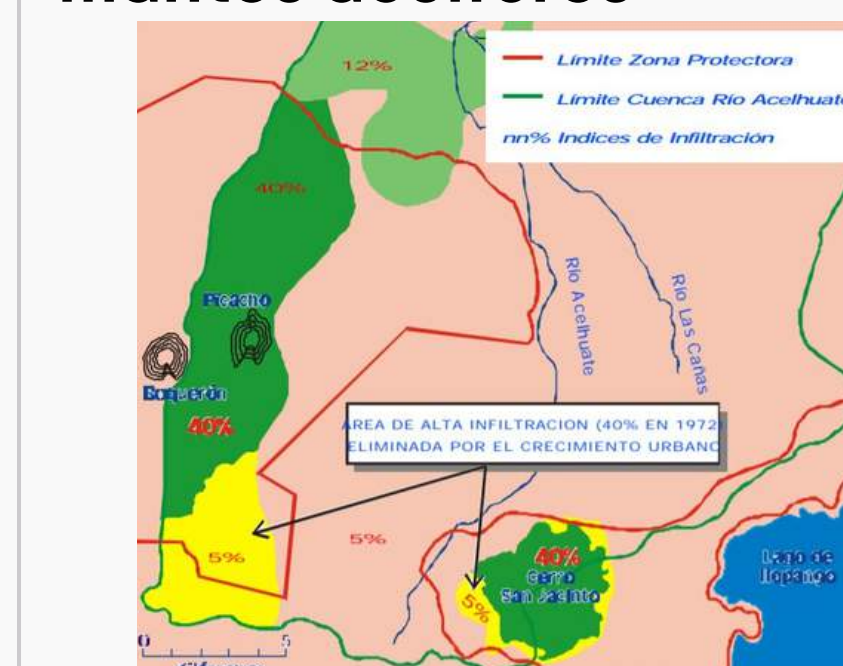 12%
Límite Zona Protectora
Límite Cuenca Río Acelhuate
nn% Indices de Infiltración
40%
Picacho
Río Acelhuate
Río Las Cañas
Boquerón
40%
AREA DE ALTA INFILTRACION (40% EN 1972)
ELIMINADA POR EL CRECIMIENTO URBANO
5%
5%
40%
Cerro
San Jacinto
5%
Lago de
Ilopango
0 5